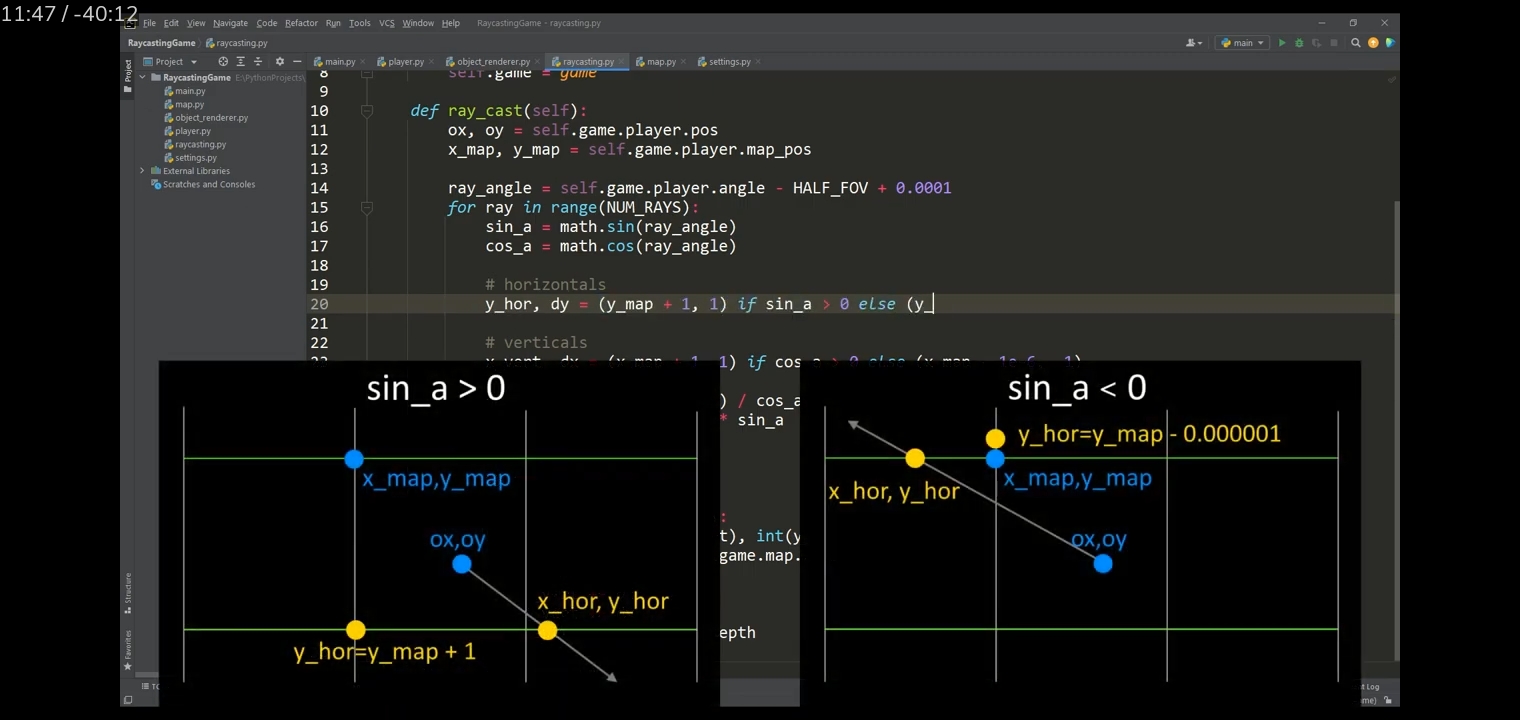 11:47 / -40:12
File Edit View Navigate Code Refactor Run Tools VCS Window Help RaycastingGame - raycasting.py
RaycastingGame raycasting.py main
Project main.py player.py object_renderer.py raycasting.py map.py settings.py
Project
RaycastingGame E:\PythonProjects\
main.py
map.py
object_renderer.py
player.py
raycasting.py
settings.py
External Libraries
Scratches and Consoles
Structure
Favorites
8 self.game = game
9
10 def ray_cast(self):
11 ox, oy = self.game.player.pos
12 x_map, y_map = self.game.player.map_pos
13
14 ray_angle = self.game.player.angle - HALF_FOV + 0.0001
15 for ray in range(NUM_RAYS):
16 sin_a = math.sin(ray_angle)
17 cos_a = math.cos(ray_angle)
18
19 # horizontals
20 y_hor, dy = (y_map + 1, 1) if sin_a > 0 else (y_
21
22 # verticals
) / cos_a
* sin_a
:
t), int(y
game.map.
epth
sin_a > 0
x_map,y_map
ox,oy
x_hor, y_hor
y_hor=y_map + 1
sin_a < 0
y_hor=y_map - 0.000001
x_map,y_map
x_hor, y_hor
ox,oy
t Log